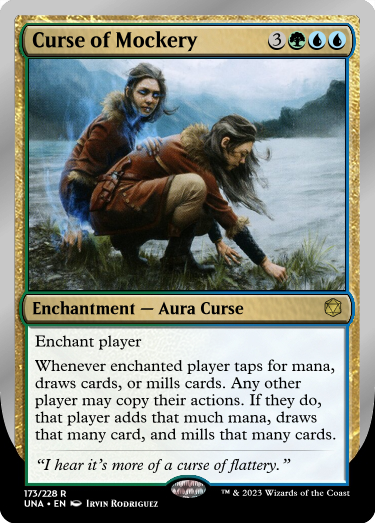 Curse of Mockery 3
Enchantment — Aura Curse
Enchant player
Whenever enchanted player taps for mana,
draws cards, or mills cards. Any other
player may copy their actions. If they do,
that player adds that much mana, draws
that many card, and mills that many cards.
“I hear it's more of a curse of flattery.”
173/228 R
UNA • EN Irvin Rodriguez
™ & © 2023 Wizards of the Coast